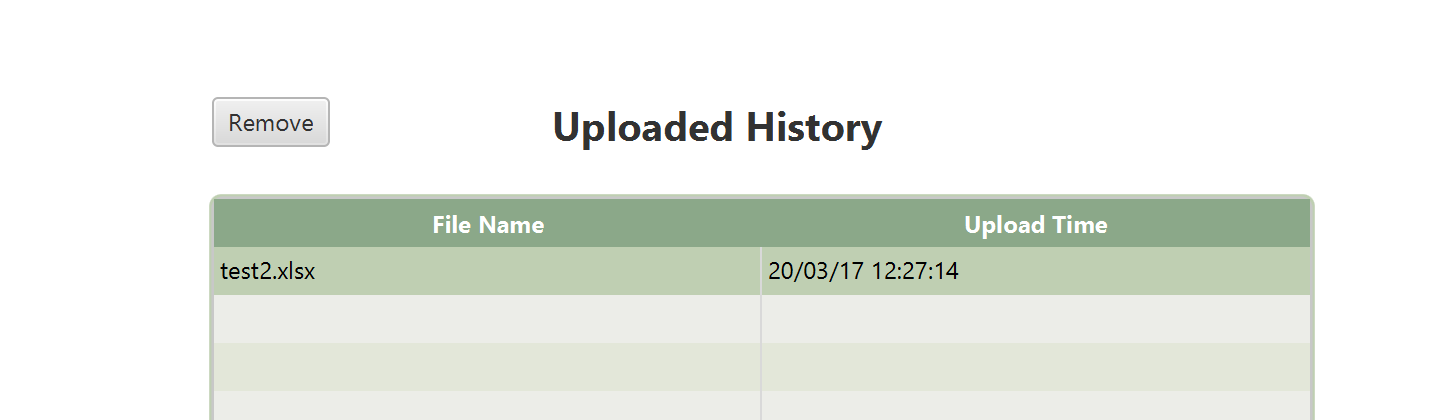 Remove
Uploaded History
File Name Upload Time
test2.xlsx 20/03/17 12:27:14